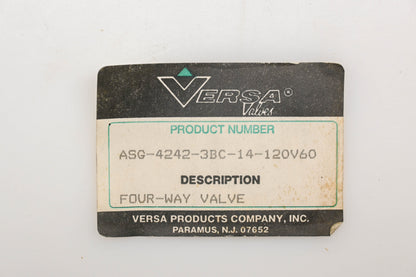 VERSA®
Valves
PRODUCT NUMBER
ASG-4242-3BC-14-120V60
DESCRIPTION
FOUR-WAY VALVE
VERSA PRODUCTS COMPANY, INC.
PARAMUS, N.J. 07652